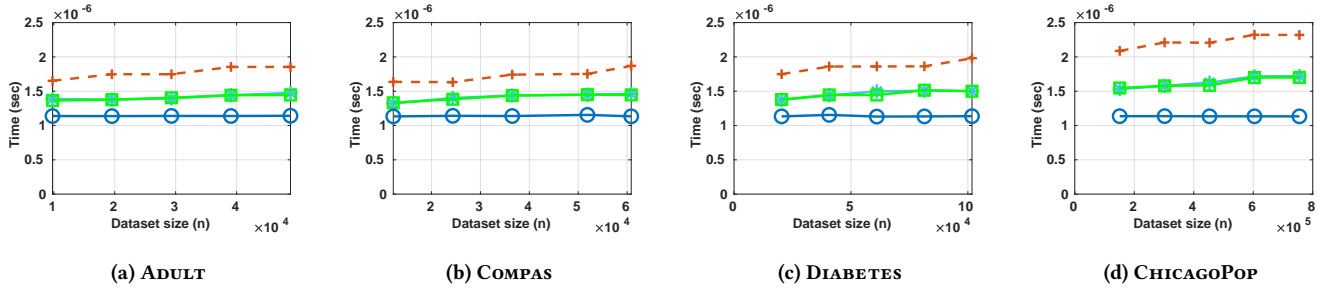 ×10⁻⁶
2.5
2
1.5
1
0.5
0
Time (sec)
1 2 3 4
Dataset size (n)
×10⁴
(a) Adult
×10⁻⁶
2.5
2
1.5
1
0.5
0
Time (sec)
2 3 4 5 6
Dataset size (n)
×10⁴
(b) Compas
×10⁻⁶
2.5
2
1.5
1
0.5
0
Time (sec)
0 5 10
Dataset size (n)
×10⁴
(c) Diabetes
×10⁻⁶
2.5
2
1.5
1
0.5
0
Time (sec)
0 2 4 6 8
Dataset size (n)
×10⁵
(d) ChicagoPop